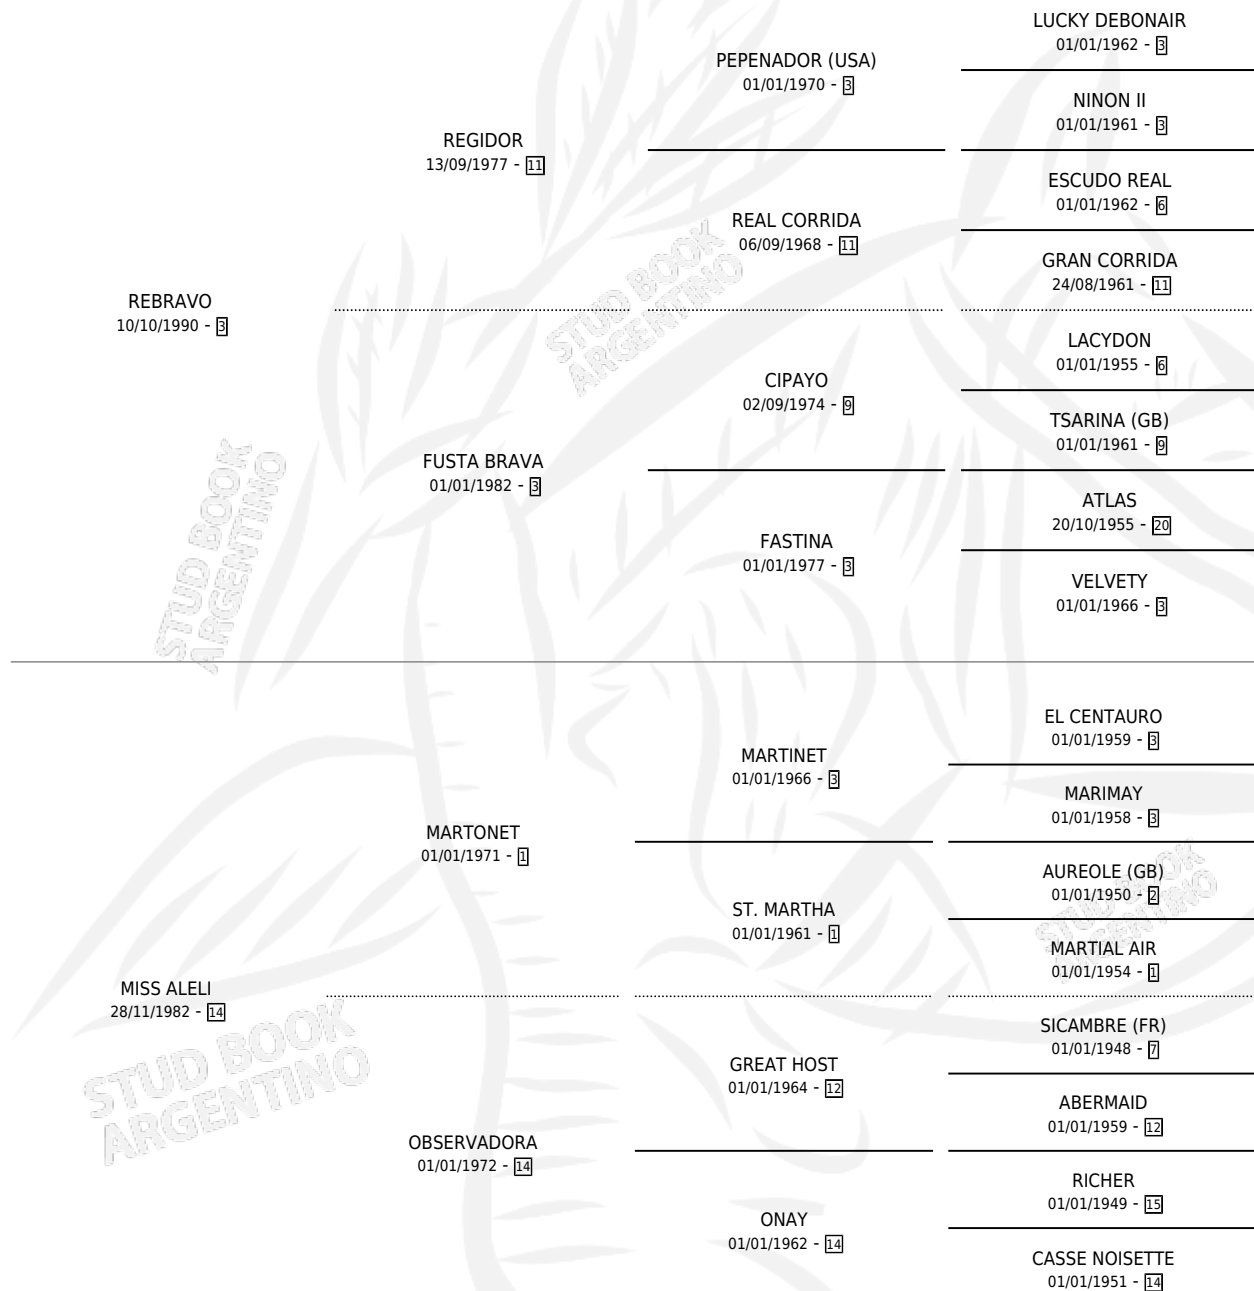 LUCKY DEBONAIR
01/01/1962 - 3
PEPENADOR (USA)
01/01/1970 - 3
NINON II
01/01/1961 - 3
REGIDOR
13/09/1977 - 11
ESCUDO REAL
01/01/1962 - 6
REAL CORRIDA
06/09/1968 - 11
GRAN CORRIDA
24/08/1961 - 11
REBRAVO
10/10/1990 - 3
LACYDON
01/01/1955 - 6
CIPAYO
02/09/1974 - 9
TSARINA (GB)
01/01/1961 - 9
FUSTA BRAVA
01/01/1982 - 3
ATLAS
20/10/1955 - 20
FASTINA
01/01/1977 - 3
VELVETY
01/01/1966 - 3
EL CENTAURO
01/01/1959 - 3
MARTINET
01/01/1966 - 3
MARIMAY
01/01/1958 - 3
MARTONET
01/01/1971 - 1
AUREOLE (GB)
01/01/1950 - 2
ST. MARTHA
01/01/1961 - 1
MARTIAL AIR
01/01/1954 - 1
MISS ALELI
28/11/1982 - 14
SICAMBRE (FR)
01/01/1948 - 7
GREAT HOST
01/01/1964 - 12
ABERMAID
01/01/1959 - 12
OBSERVADORA
01/01/1972 - 14
RICHER
01/01/1949 - 15
ONAY
01/01/1962 - 14
CASSE NOISETTE
01/01/1951 - 14
STUD BOOK
ARGENTINO
STUD BOOK
ARGENTINO
STUD BOOK
ARGENTINO
STUD BOOK
ARGENTINO